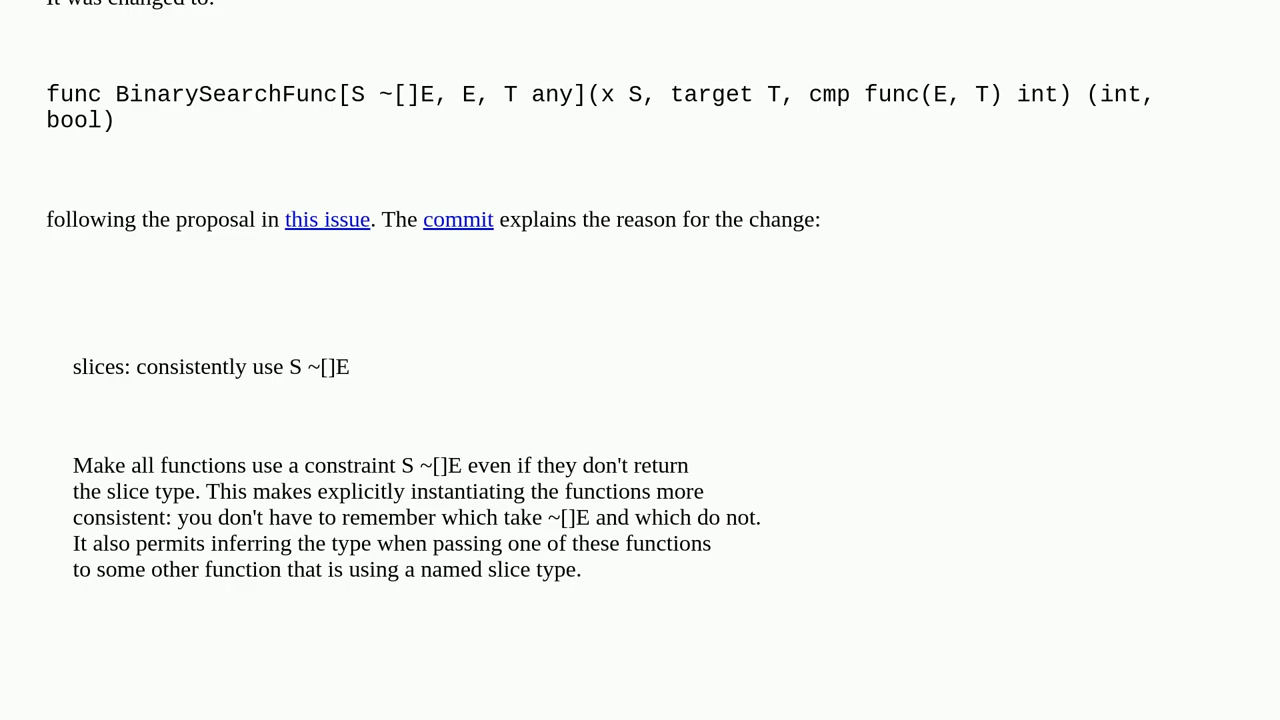 It was changed to:
func BinarySearchFunc[S ~[]E, E, T any](x S, target T, cmp func(E, T) int) (int,
bool)
following the proposal in this issue. The commit explains the reason for the change:
slices: consistently use S ~[]E
Make all functions use a constraint S ~[]E even if they don't return
the slice type. This makes explicitly instantiating the functions more
consistent: you don't have to remember which take ~[]E and which do not.
It also permits inferring the type when passing one of these functions
to some other function that is using a named slice type.